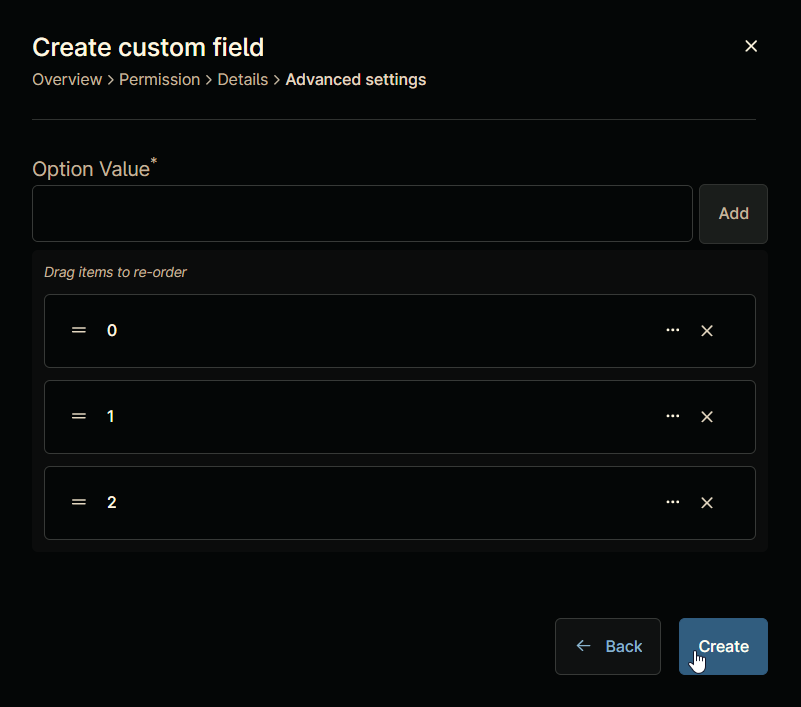 Create custom field
Overview > Permission > Details > Advanced settings
Option Value*
Add
Drag items to re-order
0
1
2
Back
Create